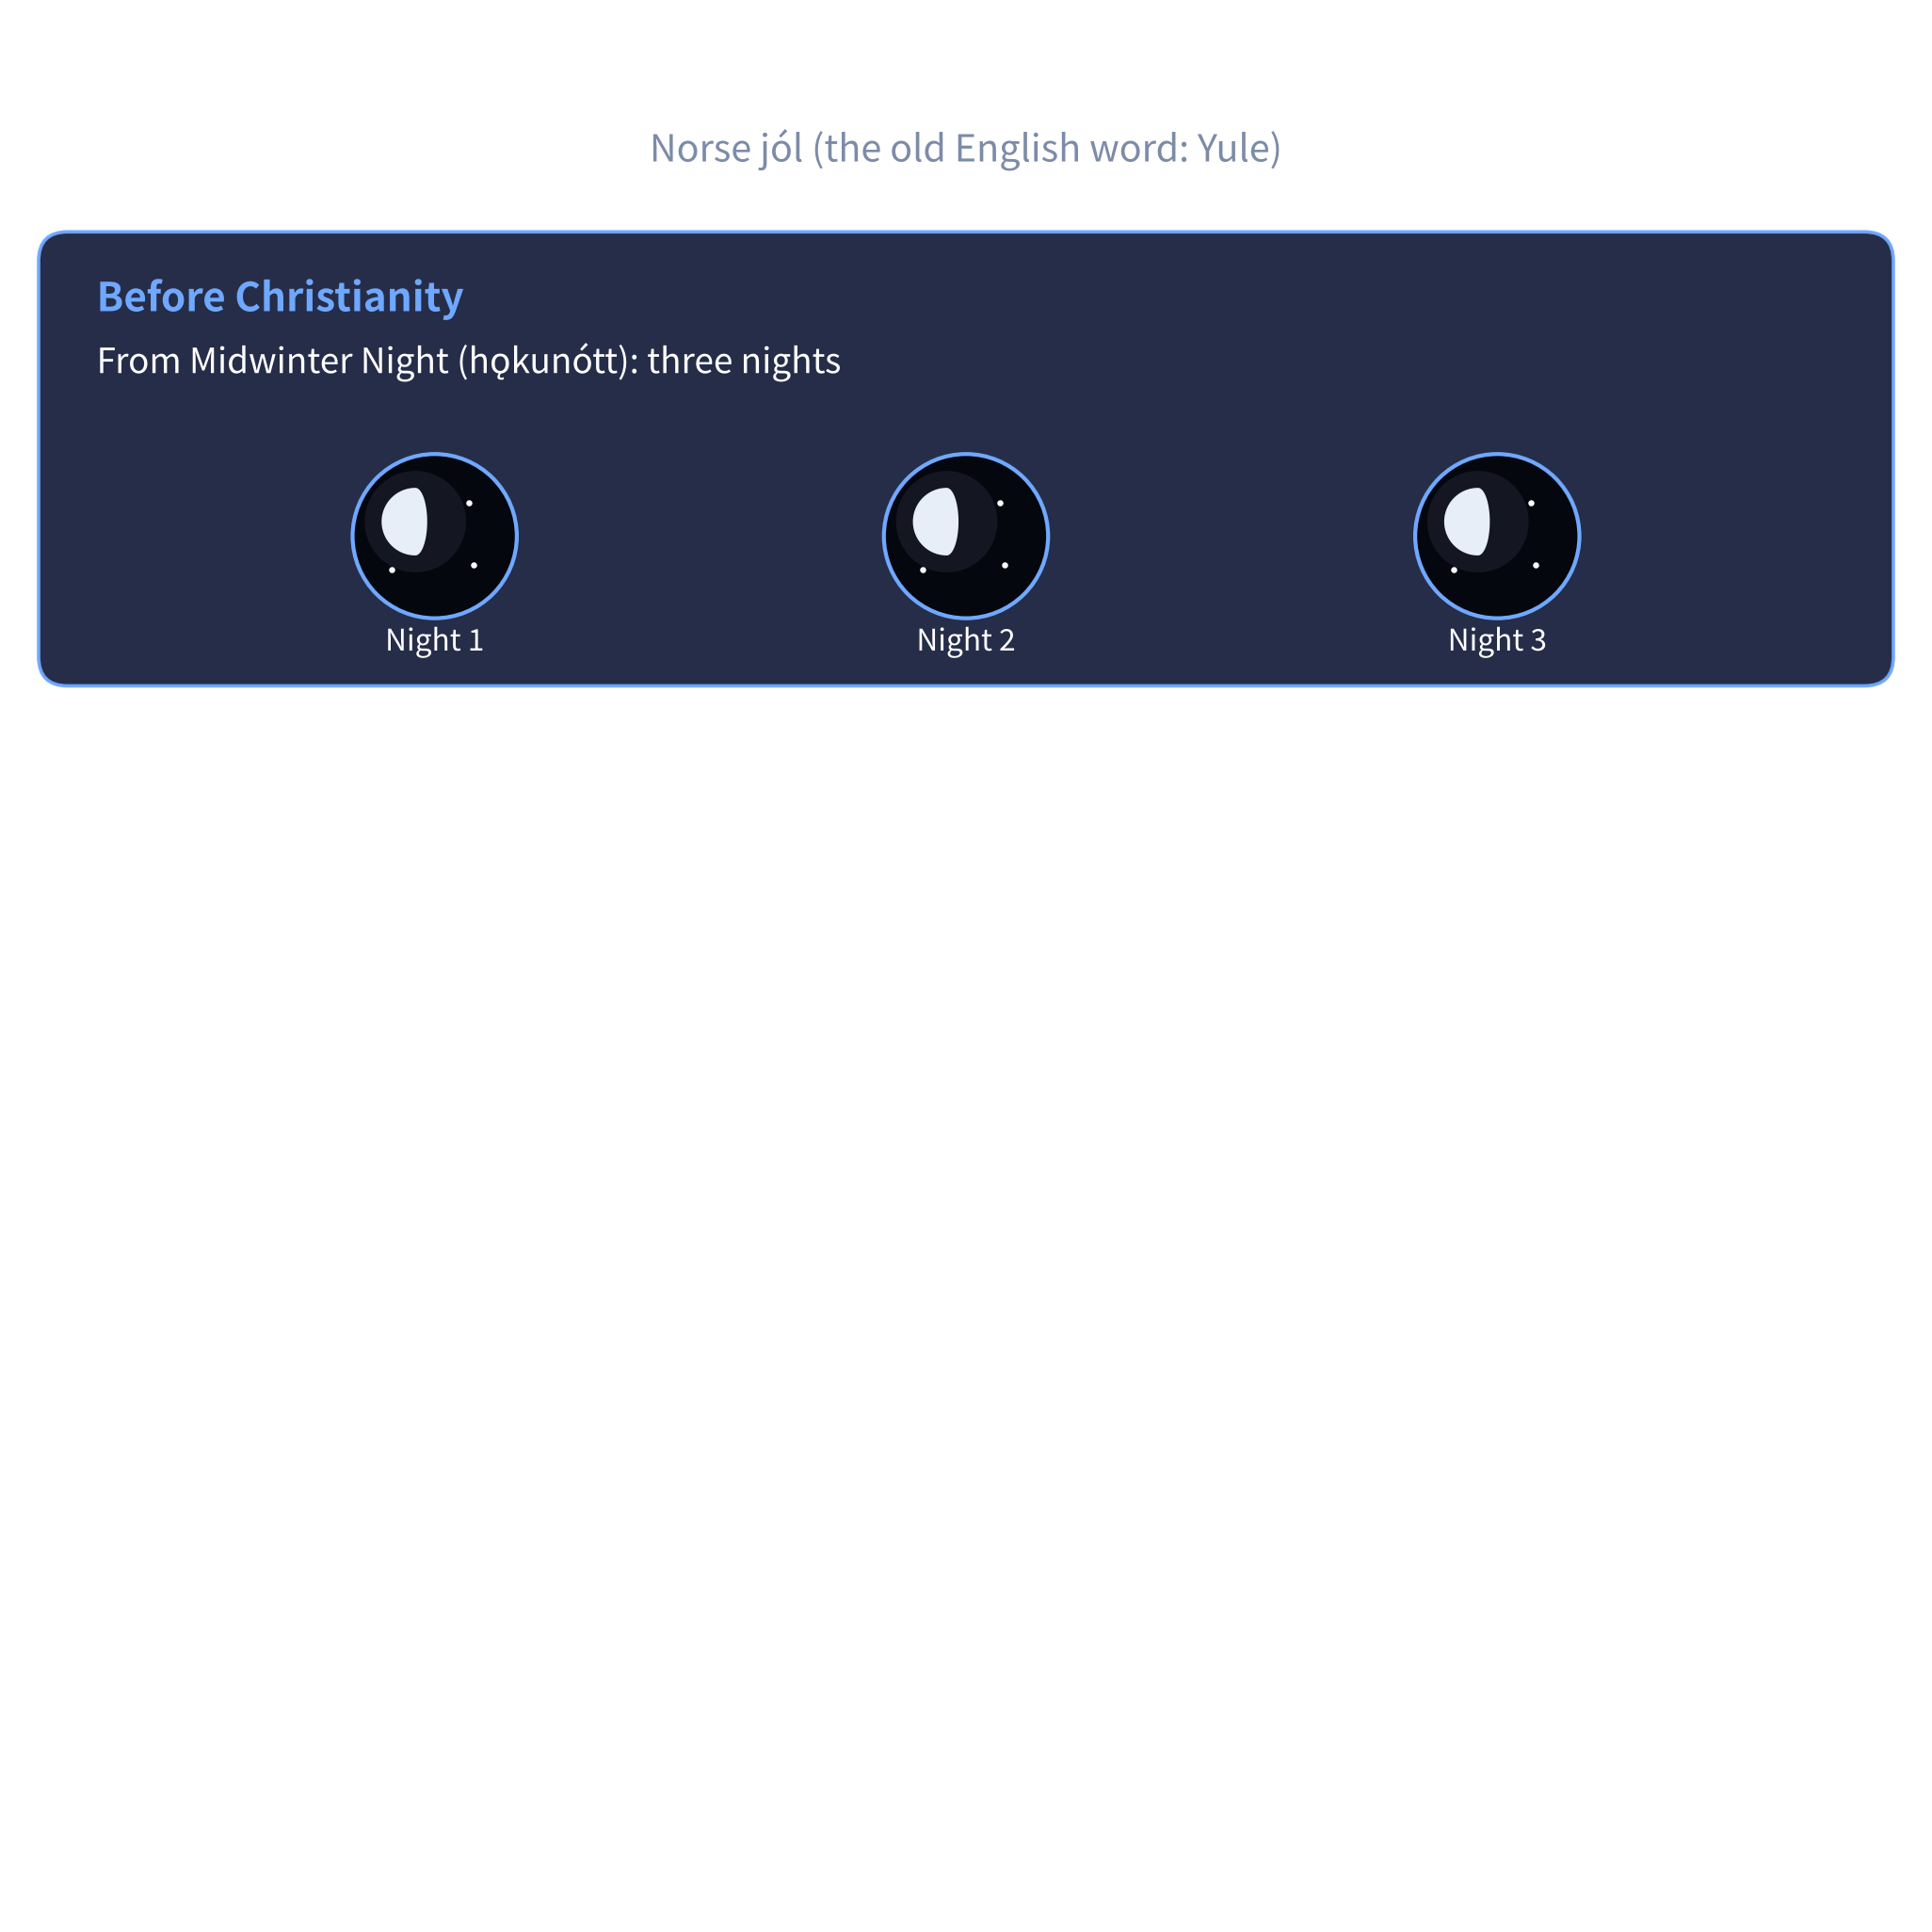 Norse jól (the old English word: Yule)
Before Christianity
From Midwinter Night (hǫkunótt): three nights
Night 1
Night 2
Night 3